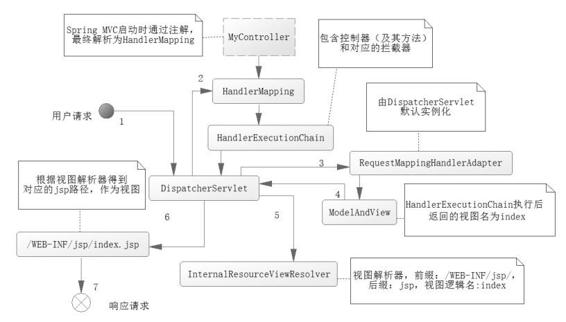 Spring MVC启动时通过注解，
最终解析为HandlerMapping
MyController
包含控制器（及其方法）
和对应的拦截器
2
HandlerMapping
用户请求
1
由DispatcherServlet
默认实例化
HandlerExecutionChain
3
RequestMappingHandlerAdapter
根据视图解析器得到
对应的jsp路径，作为视图
DispatcherServlet
4
6
5
ModelAndView
HandlerExecutionChain执行后
返回的视图名为index
/WEB-INF/jsp/index.jsp
InternalResourceViewResolver
视图解析器，前缀：/WEB-INF/jsp/，
后缀：jsp，视图逻辑名:index
7
响应请求